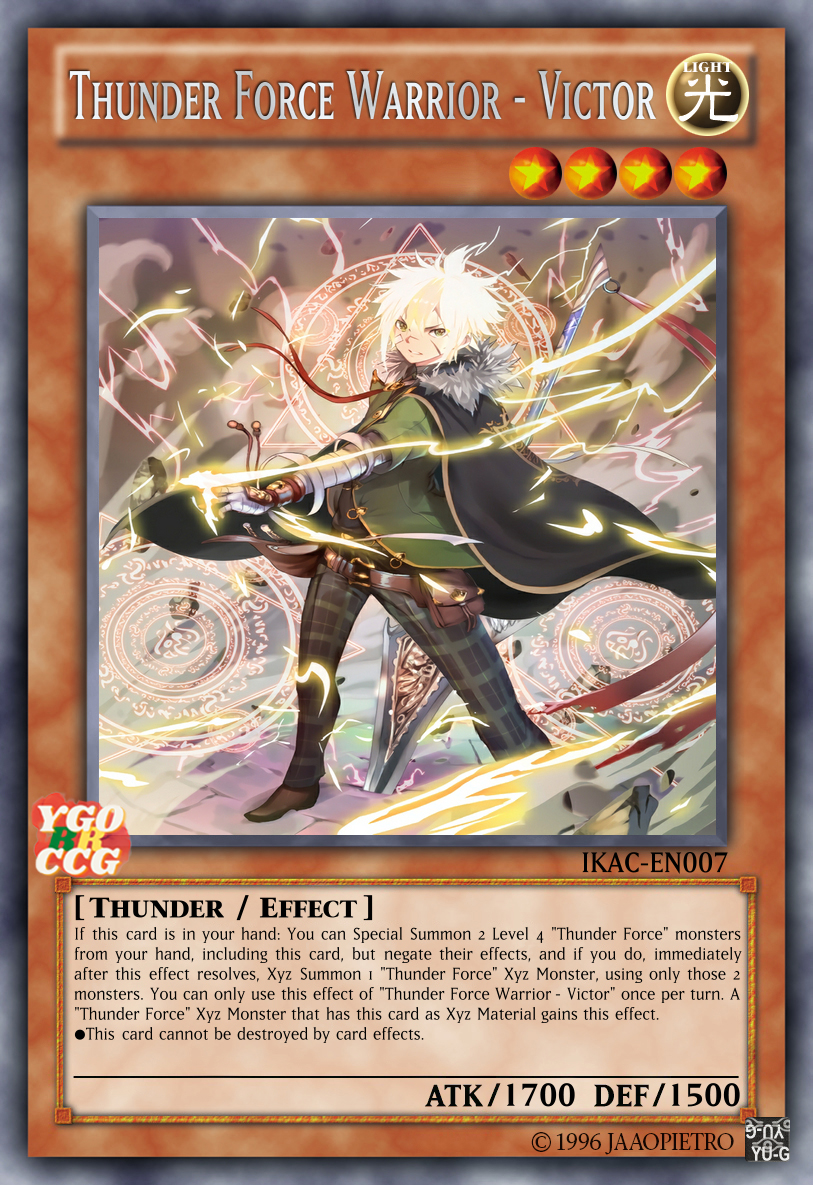 Thunder Force Warrior - Victor
LIGHT
光
YGO
RR
CCG
IKAC-EN007
[ Thunder / Effect ]
If this card is in your hand: You can Special Summon 2 Level 4 "Thunder Force" monsters
from your hand, including this card, but negate their effects, and if you do, immediately
after this effect resolves, Xyz Summon 1 "Thunder Force" Xyz Monster, using only those 2
monsters. You can only use this effect of "Thunder Force Warrior - Victor" once per turn. A
"Thunder Force" Xyz Monster that has this card as Xyz Material gains this effect.
●This card cannot be destroyed by card effects.
ATK/1700 DEF/1500
© 1996 JAAOPIETRO
YU-G
YU-G